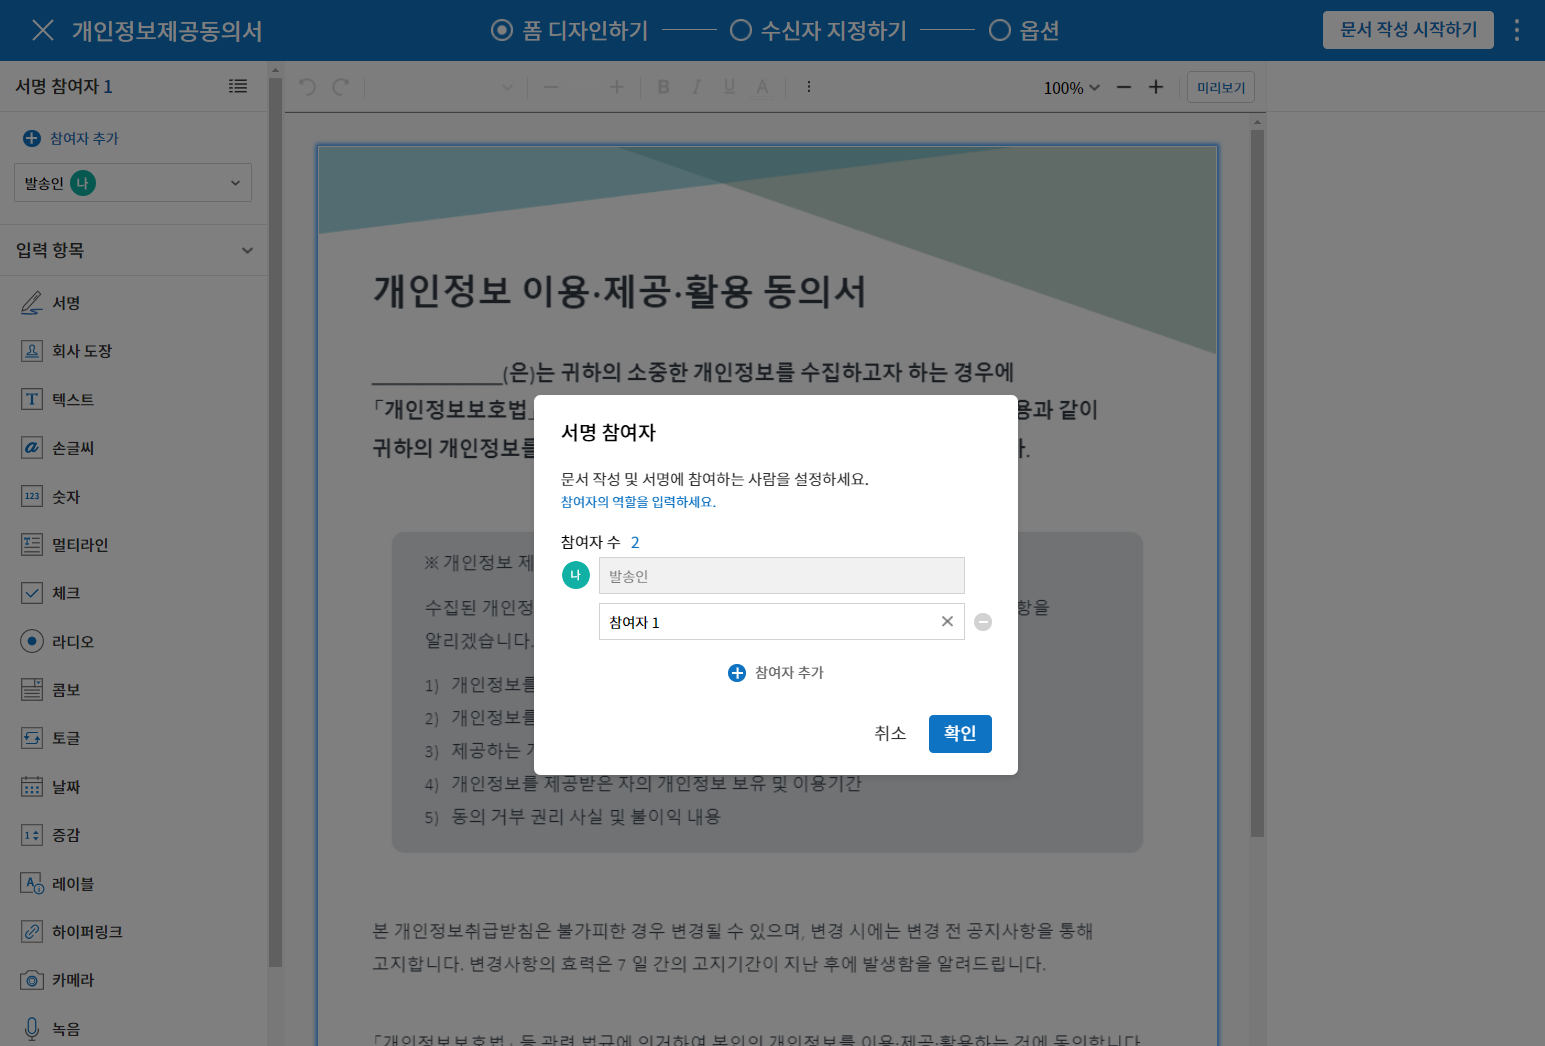 개인정보제공동의서
폼 디자인하기
수신자 지정하기
옵션
문서 작성 시작하기
서명 참여자 1
100%
미리보기
참여자 추가
발송인 나
입력 항목
서명
회사 도장
텍스트
손글씨
숫자
멀티라인
체크
라디오
콤보
토글
날짜
증감
레이블
하이퍼링크
카메라
녹음
개인정보 이용·제공·활용 동의서
____________(은)는 귀하의 소중한 개인정보를 수집하고자 하는 경우에
「개인정보보호법」 용과 같이
귀하의 개인정보를
※ 개인정보 제
수집된 개인정 항을
알리겠습니다.
1) 개인정보를
2) 개인정보를
3) 제공하는
4) 개인정보를 제공받은 자의 개인정보 보유 및 이용기간
5) 동의 거부 권리 사실 및 불이익 내용
본 개인정보취급방침은 불가피한 경우 변경될 수 있으며, 변경 시에는 변경 전 공지사항을 통해
고지합니다. 변경사항의 효력은 7 일 간의 고지기간이 지난 후에 발생함을 알려드립니다.
「개인정보보호법」 등 관련 법규에 의거하여 본인의 개인정보를 이용·제공·활용하는 것에 동의합니다
서명 참여자
문서 작성 및 서명에 참여하는 사람을 설정하세요.
참여자의 역할을 입력하세요.
참여자 수 2
나 발송인
참여자 1
참여자 추가
취소
확인